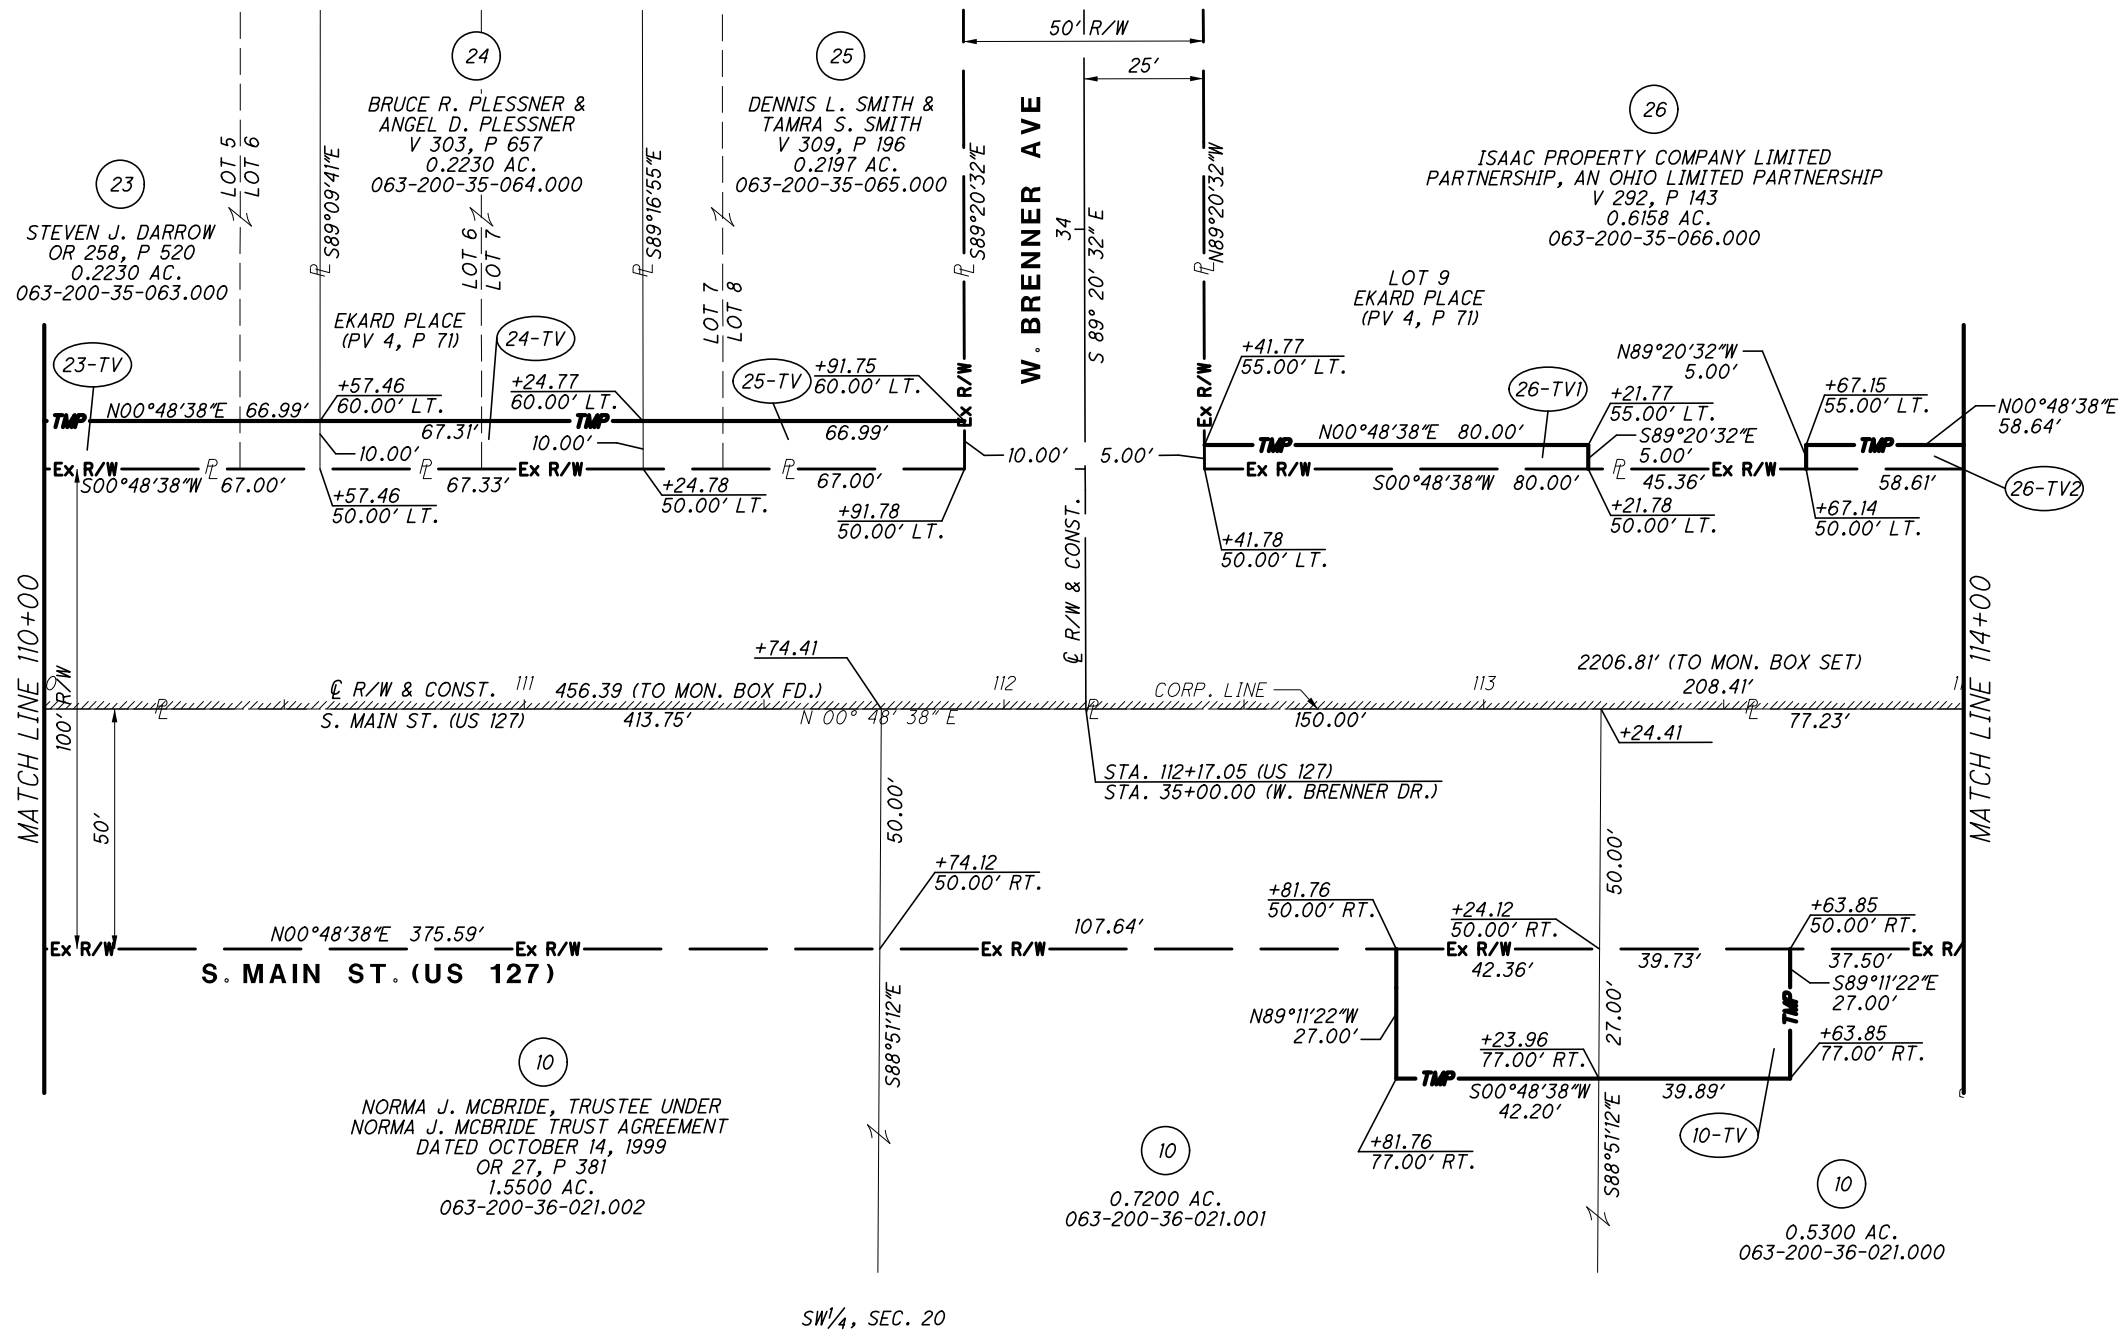 50' R/W
25'
23
STEVEN J. DARROW
OR 258, P 520
0.2230 AC.
063-200-35-063.000
24
BRUCE R. PLESSNER &
ANGEL D. PLESSNER
V 303, P 657
0.2230 AC.
063-200-35-064.000
25
DENNIS L. SMITH &
TAMRA S. SMITH
V 309, P 196
0.2197 AC.
063-200-35-065.000
26
ISAAC PROPERTY COMPANY LIMITED
PARTNERSHIP, AN OHIO LIMITED PARTNERSHIP
V 292, P 143
0.6158 AC.
063-200-35-066.000
LOT 5
LOT 6
S89°09'41"E
LOT 6
LOT 7
S89°16'55"E
LOT 7
LOT 8
S89°20'32"E
W. BRENNER AVE
34
S 89° 20' 32" E
N89°20'32"W
PL
PL
PL
PL
EKARD PLACE
(PV 4, P 71)
LOT 9
EKARD PLACE
(PV 4, P 71)
23-TV
24-TV
25-TV
26-TV1
26-TV2
+57.46
60.00' LT.
+24.77
60.00' LT.
+91.75
60.00' LT.
Ex R/W
Ex R/W
+41.77
55.00' LT.
N89°20'32"W
5.00'
+21.77
55.00' LT.
+67.15
55.00' LT.
N00°48'38"E
58.64'
TMP
N00°48'38"E 66.99'
67.31'
TMP
66.99'
10.00'
10.00'
10.00'
5.00'
TMP
N00°48'38"E 80.00'
S89°20'32"E
5.00'
TMP
Ex R/W
PL
PL
Ex R/W
PL
Ex R/W
PL
Ex R/W
S00°48'38"W 67.00'
67.33'
67.00'
S00°48'38"W 80.00'
45.36'
58.61'
+57.46
50.00' LT.
+24.78
50.00' LT.
+91.78
50.00' LT.
+41.78
50.00' LT.
+21.78
50.00' LT.
+67.14
50.00' LT.
MATCH LINE 110+00
100' R/W
50'
CL R/W & CONST.
MATCH LINE 114+00
+74.41
2206.81' (TO MON. BOX SET)
208.41'
CL R/W & CONST.
111
456.39 (TO MON. BOX FD.)
112
CORP. LINE
113
PL
PL
PL
S. MAIN ST. (US 127)
413.75'
N 00° 48' 38" E
150.00'
77.23'
+24.41
STA. 112+17.05 (US 127)
STA. 35+00.00 (W. BRENNER DR.)
50.00'
50.00'
+74.12
50.00' RT.
+81.76
50.00' RT.
+24.12
50.00' RT.
+63.85
50.00' RT.
N00°48'38"E 375.59'
107.64'
Ex R/W
Ex R/W
Ex R/W
Ex R/W
Ex R/
42.36'
39.73'
37.50'
S. MAIN ST. (US 127)
S88°51'12"E
N89°11'22"W
27.00'
27.00'
S89°11'22"E
27.00'
TMP
+23.96
77.00' RT.
+63.85
77.00' RT.
TMP
S00°48'38"W
42.20'
39.89'
S88°51'12"E
10-TV
+81.76
77.00' RT.
10
NORMA J. MCBRIDE, TRUSTEE UNDER
NORMA J. MCBRIDE TRUST AGREEMENT
DATED OCTOBER 14, 1999
OR 27, P 381
1.5500 AC.
063-200-36-021.002
10
0.7200 AC.
063-200-36-021.001
10
0.5300 AC.
063-200-36-021.000
SW1/4, SEC. 20